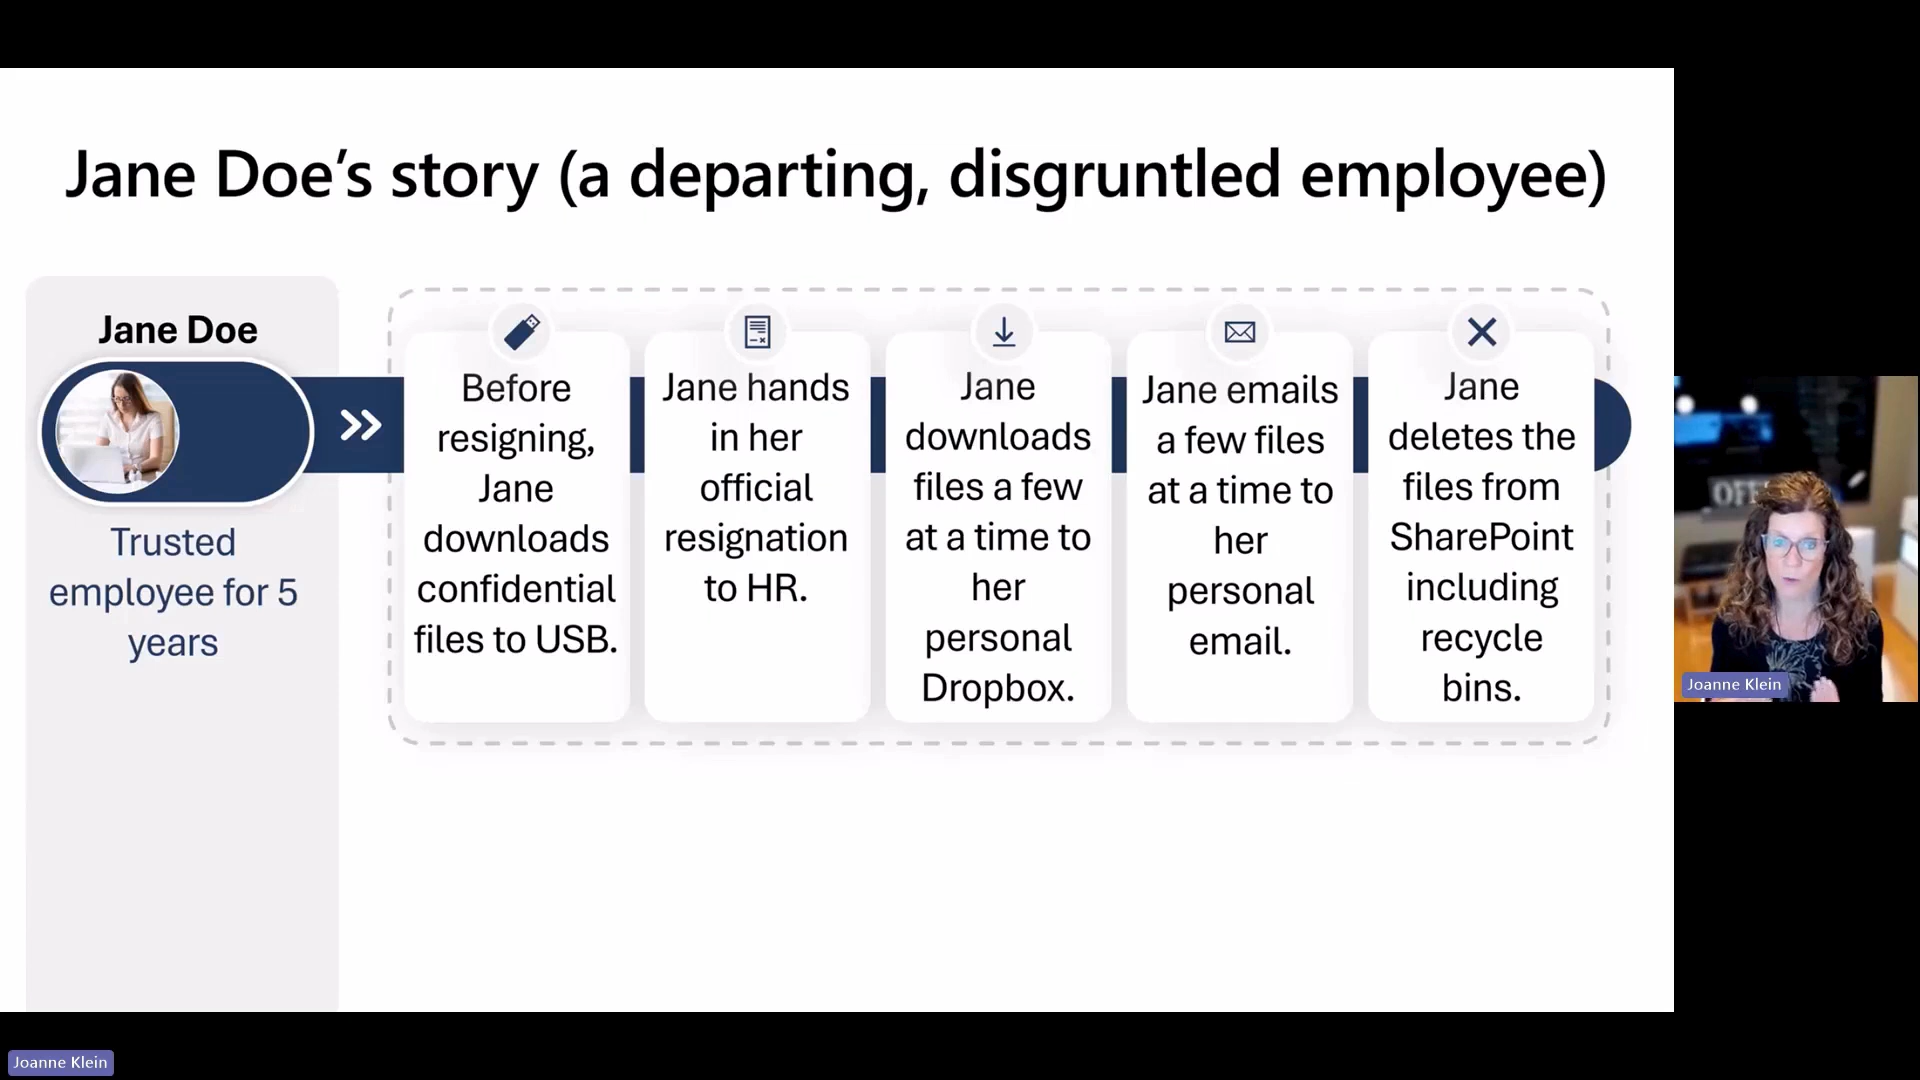 Jane Doe’s story (a departing, disgruntled employee)
Jane Doe
Trusted
employee for 5
years
Before
resigning,
Jane
downloads
confidential
files to USB.
Jane hands
in her
official
resignation
to HR.
Jane
downloads
files a few
at a time to
her
personal
Dropbox.
Jane emails
a few files
at a time to
her
personal
email.
Jane
deletes the
files from
SharePoint
including
recycle
bins.
Joanne Klein
Joanne Klein